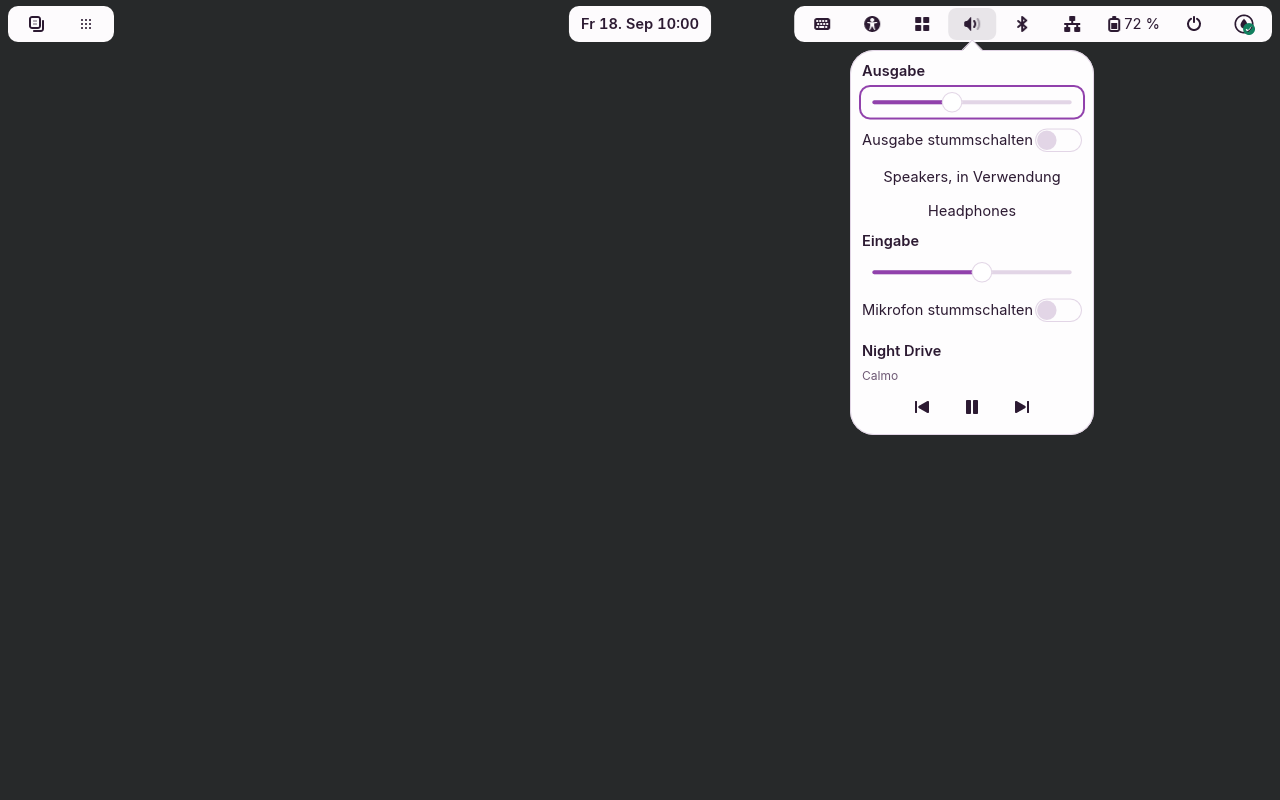 Fr 18. Sep 10:00
72 %
Ausgabe
Ausgabe stummschalten
Speakers, in Verwendung
Headphones
Eingabe
Mikrofon stummschalten
Night Drive
Calmo